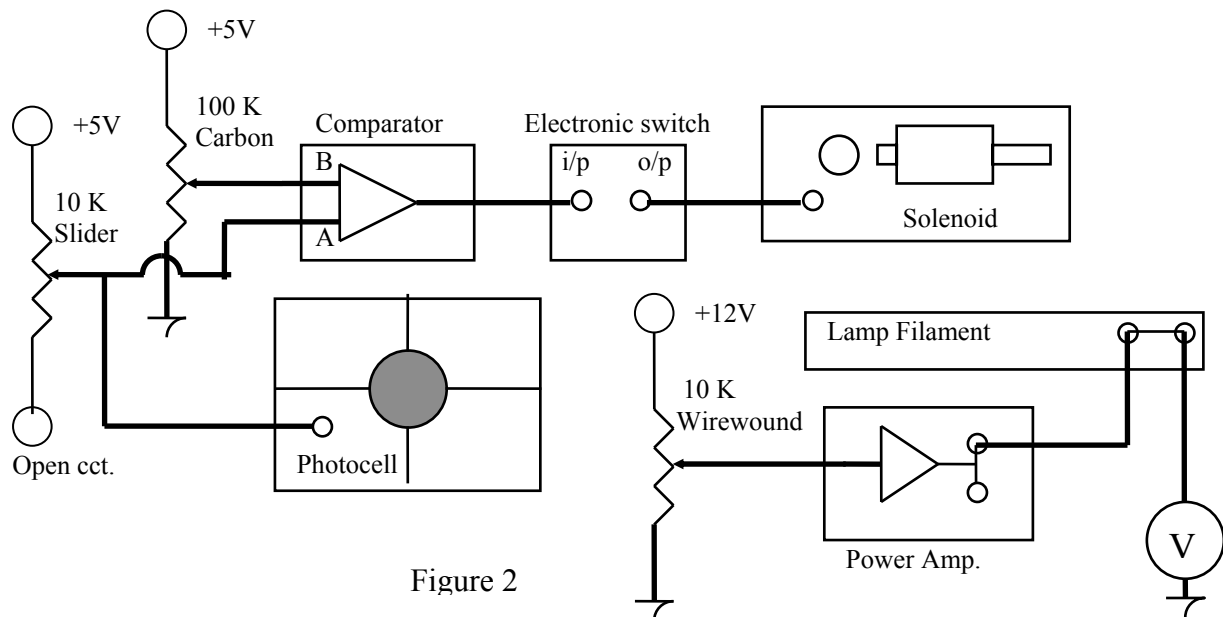 +5V
100 K
Carbon
+5V
10 K
Slider
Open cct.
Comparator
B
A
Electronic switch
i/p o/p
Solenoid
Photocell
+12V
10 K
Wirewound
Lamp Filament
Power Amp.
V
Figure 2